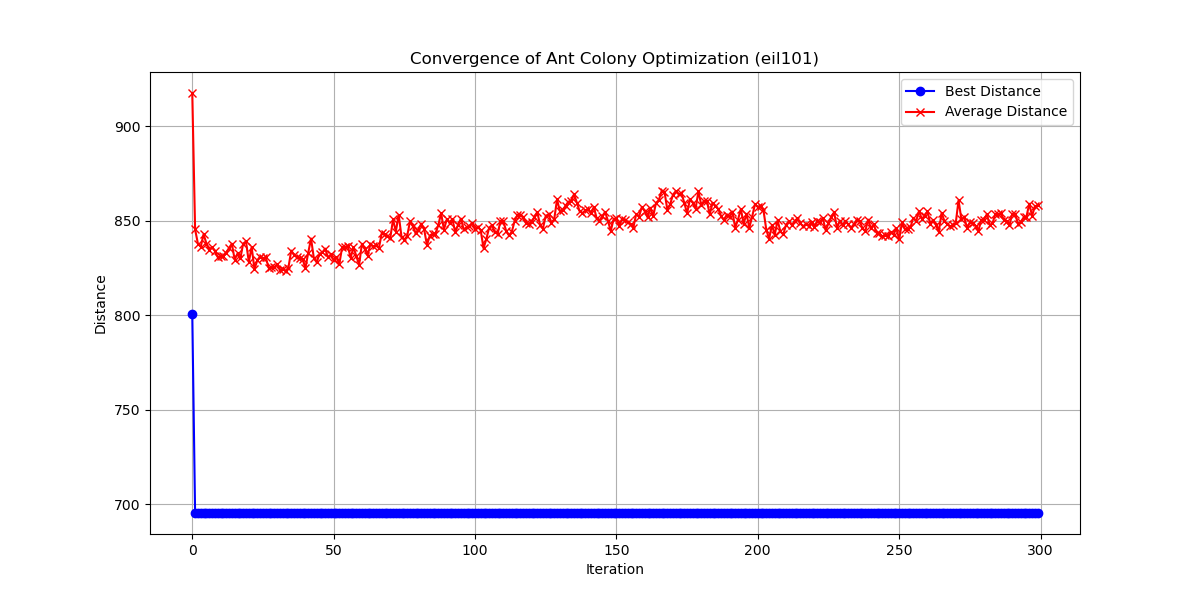 Convergence of Ant Colony Optimization (eil101)
Best Distance
Average Distance
900
850
800
750
700
Distance
0
50
100
150
200
250
300
Iteration